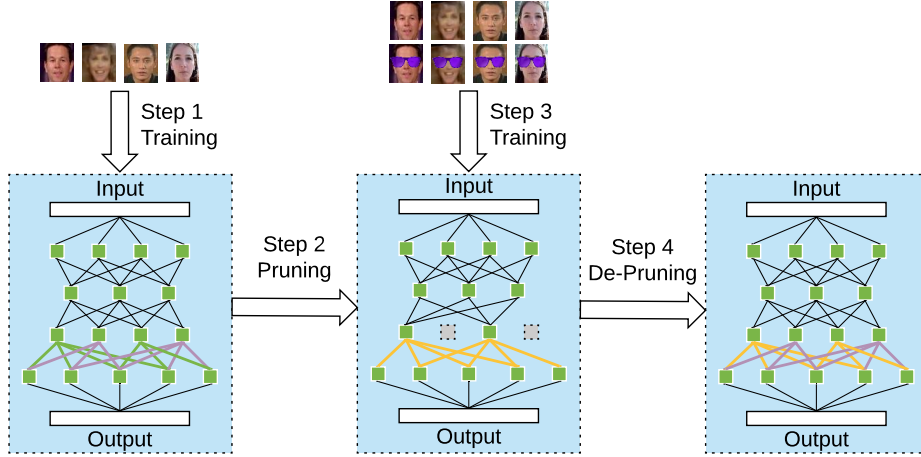 Step 1
Training
Step 3
Training
Input
Output
Step 2
Pruning
Input
Output
Step 4
De-Pruning
Input
Output